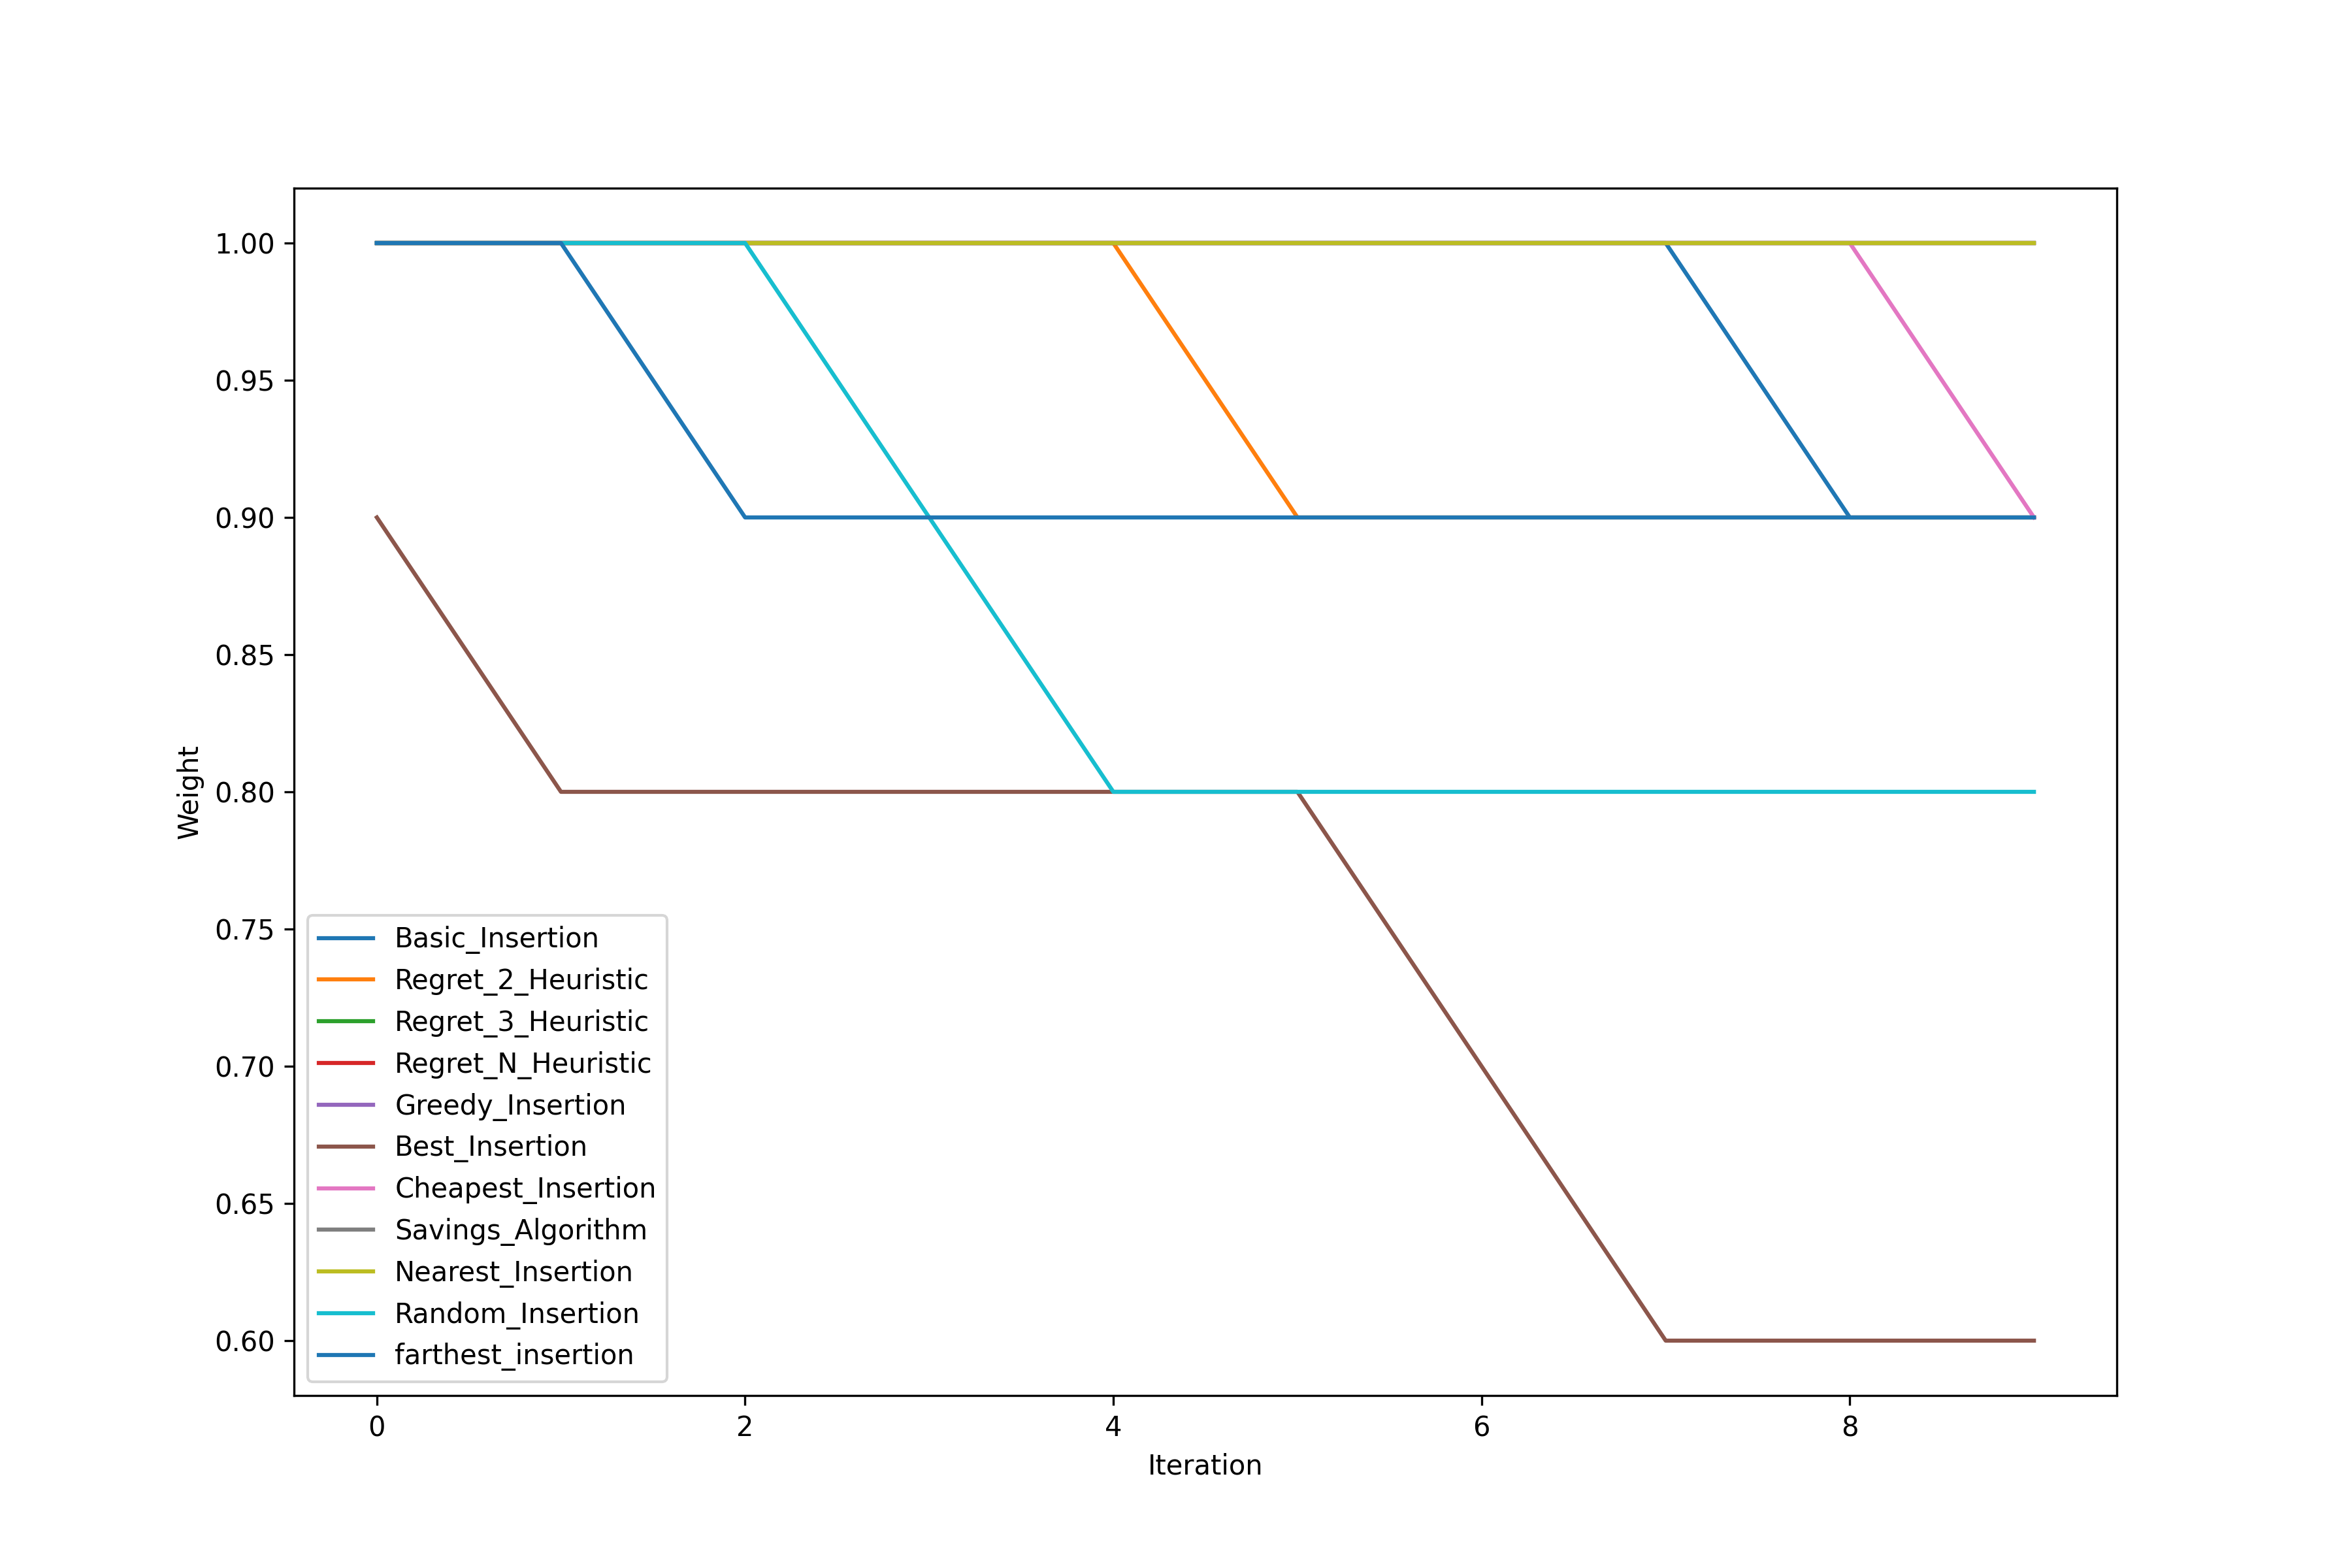 1.00
0.95
0.90
0.85
0.80
0.75
0.70
0.65
0.60
Weight
Basic_Insertion
Regret_2_Heuristic
Regret_3_Heuristic
Regret_N_Heuristic
Greedy_Insertion
Best_Insertion
Cheapest_Insertion
Savings_Algorithm
Nearest_Insertion
Random_Insertion
farthest_insertion
0 2 4 6 8
Iteration